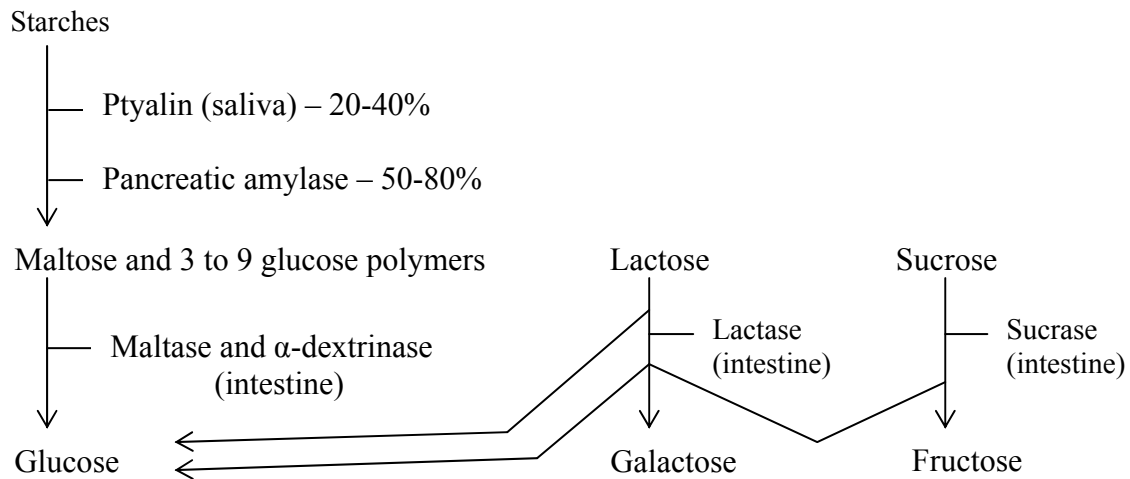 Starches
Ptyalin (saliva) – 20-40%
Pancreatic amylase – 50-80%
Maltose and 3 to 9 glucose polymers
Lactose
Sucrose
Maltase and α-dextrinase
(intestine)
Lactase
(intestine)
Sucrase
(intestine)
Glucose
Galactose
Fructose